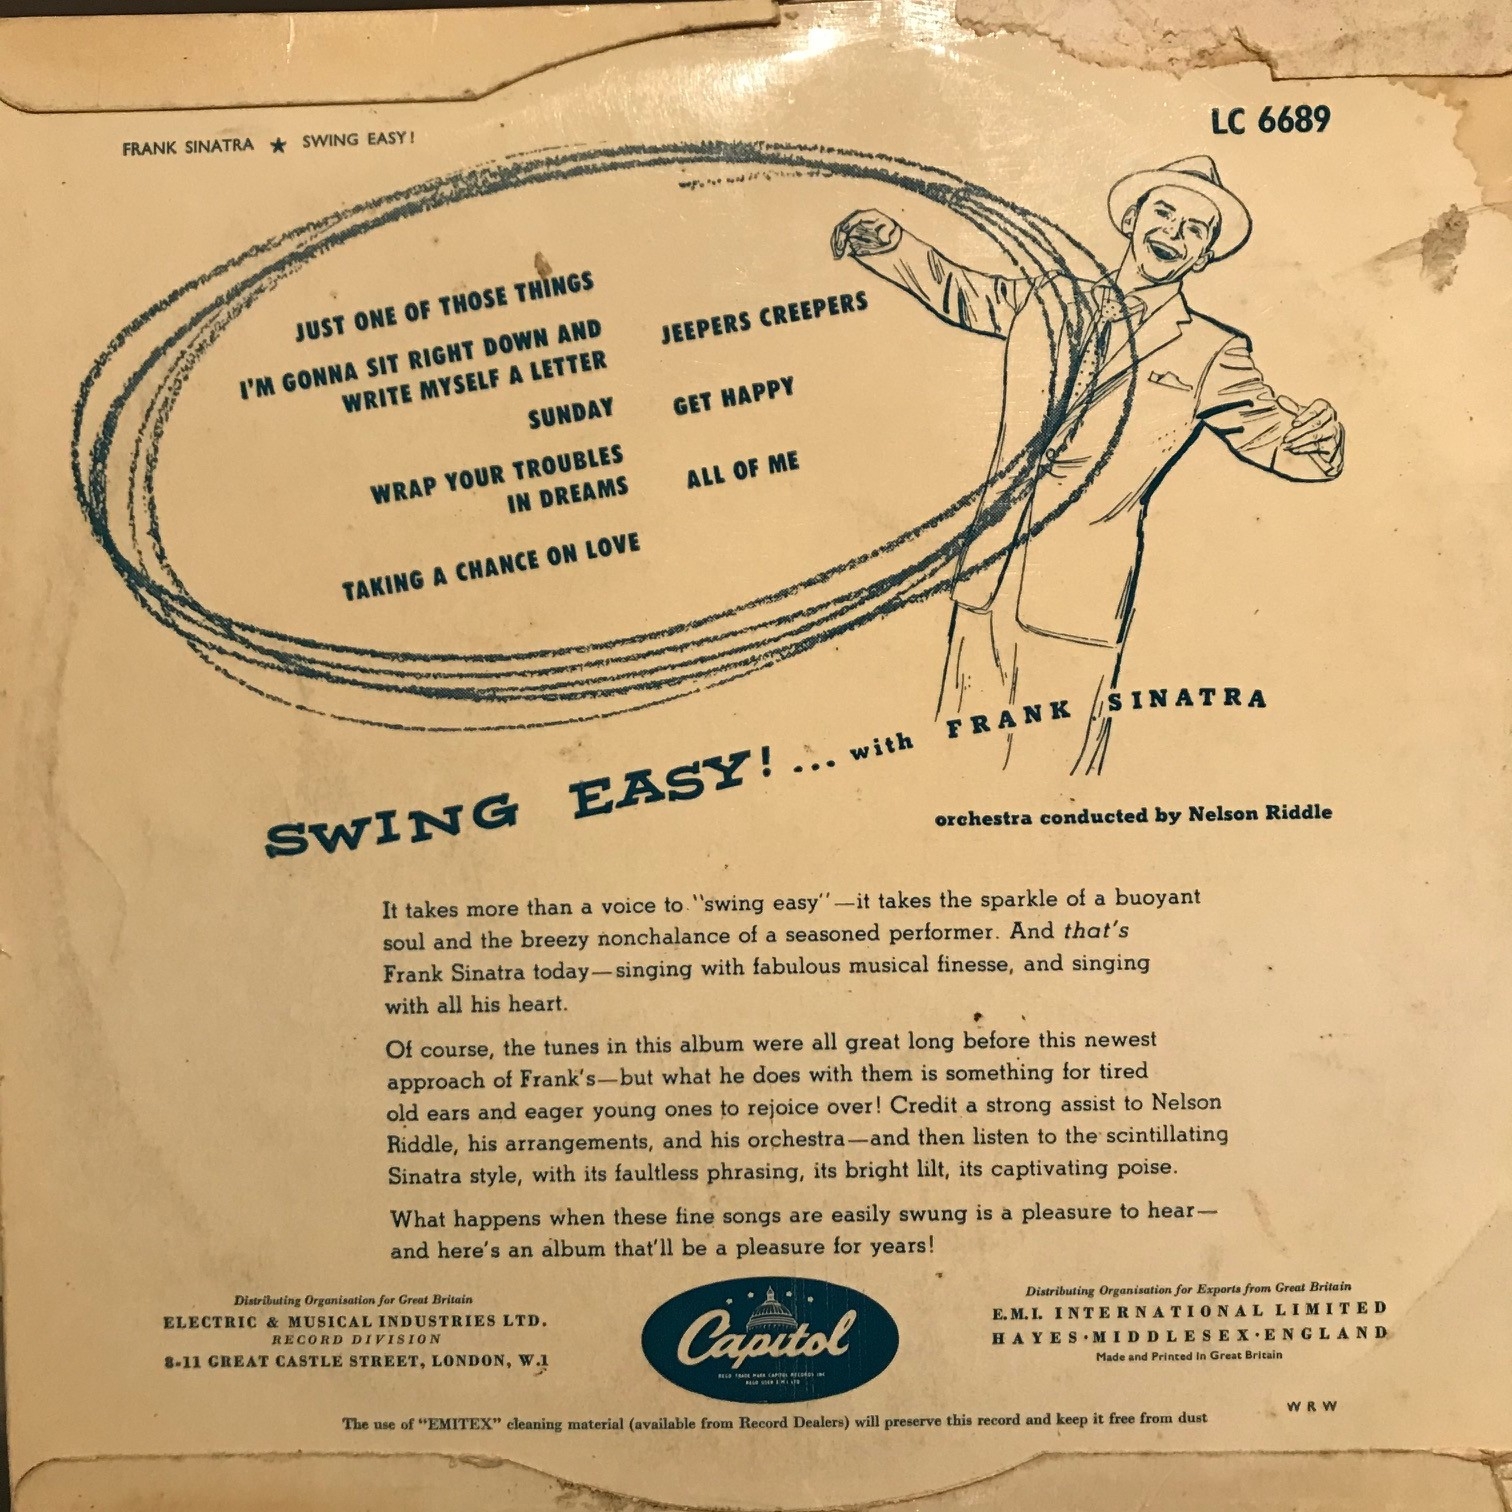 FRANK SINATRA ★ SWING EASY!
LC 6689
JUST ONE OF THOSE THINGS
I'M GONNA SIT RIGHT DOWN AND
WRITE MYSELF A LETTER
SUNDAY
WRAP YOUR TROUBLES
IN DREAMS
TAKING A CHANCE ON LOVE
JEEPERS CREEPERS
GET HAPPY
ALL OF ME
SWING EASY! ... with FRANK SINATRA
orchestra conducted by Nelson Riddle
It takes more than a voice to "swing easy"—it takes the sparkle of a buoyant
soul and the breezy nonchalance of a seasoned performer. And that's
Frank Sinatra today—singing with fabulous musical finesse, and singing
with all his heart.
Of course, the tunes in this album were all great long before this newest
approach of Frank's—but what he does with them is something for tired
old ears and eager young ones to rejoice over! Credit a strong assist to Nelson
Riddle, his arrangements, and his orchestra—and then listen to the scintillating
Sinatra style, with its faultless phrasing, its bright lilt, its captivating poise.
What happens when these fine songs are easily swung is a pleasure to hear—
and here's an album that'll be a pleasure for years!
Distributing Organisation for Great Britain
ELECTRIC & MUSICAL INDUSTRIES LTD.
RECORD DIVISION
8-11 GREAT CASTLE STREET, LONDON, W.1
Capitol
REGD TRADE MARK CAPITOL RECORDS INC
REGD USER E M I LTD
Distributing Organisation for Exports from Great Britain
E.M.I. INTERNATIONAL LIMITED
HAYES·MIDDLESEX·ENGLAND
Made and Printed in Great Britain
WRW
The use of "EMITEX" cleaning material (available from Record Dealers) will preserve this record and keep it free from dust